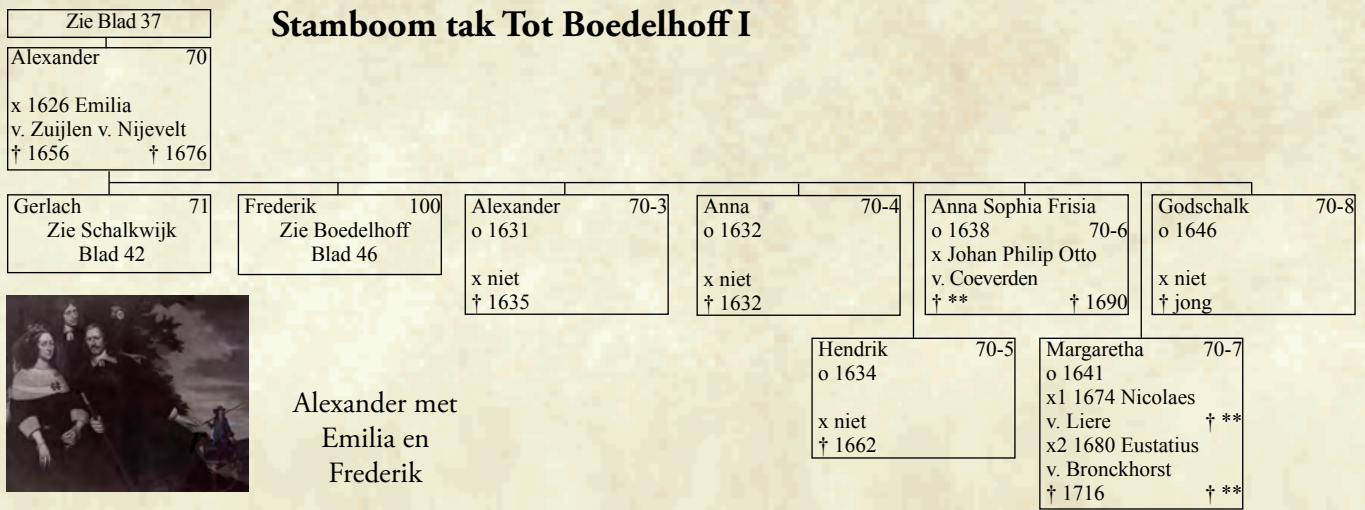 Stamboom tak Tot Boedelhoff I
Zie Blad 37
Alexander 70
x 1626 Emilia
v. Zuijlen v. Nijevelt
† 1656 † 1676
Gerlach 71
Zie Schalkwijk
Blad 42
Frederik 100
Zie Boedelhoff
Blad 46
Alexander 70-3
o 1631
x niet
† 1635
Anna 70-4
o 1632
x niet
† 1632
Anna Sophia Frisia
o 1638 70-6
x Johan Philip Otto
v. Coeverden
† ** † 1690
Godschalk 70-8
o 1646
x niet
† jong
Hendrik 70-5
o 1634
x niet
† 1662
Margaretha 70-7
o 1641
x1 1674 Nicolaes
v. Liere † **
x2 1680 Eustatius
v. Bronckhorst
† 1716 † **
Alexander met
Emilia en
Frederik